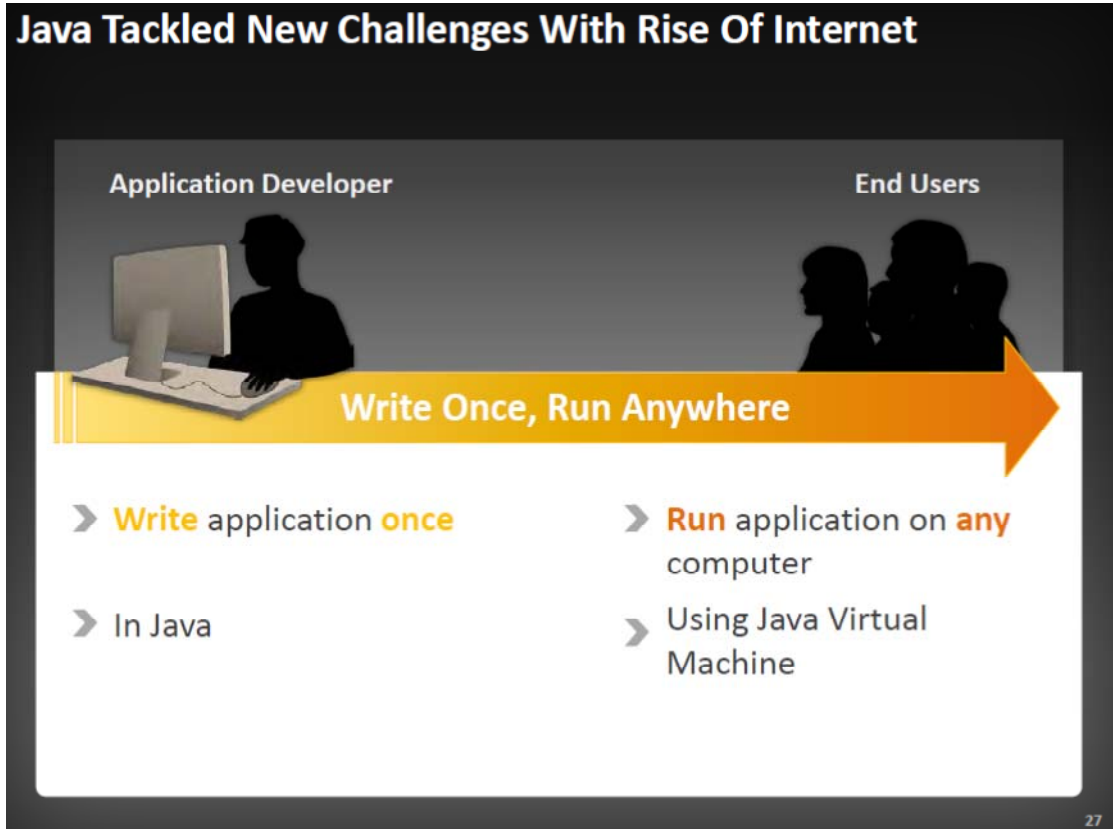 Java Tackled New Challenges With Rise Of Internet
Application Developer
End Users
Write Once, Run Anywhere
Write application once
In Java
Run application on any
computer
Using Java Virtual
Machine
27